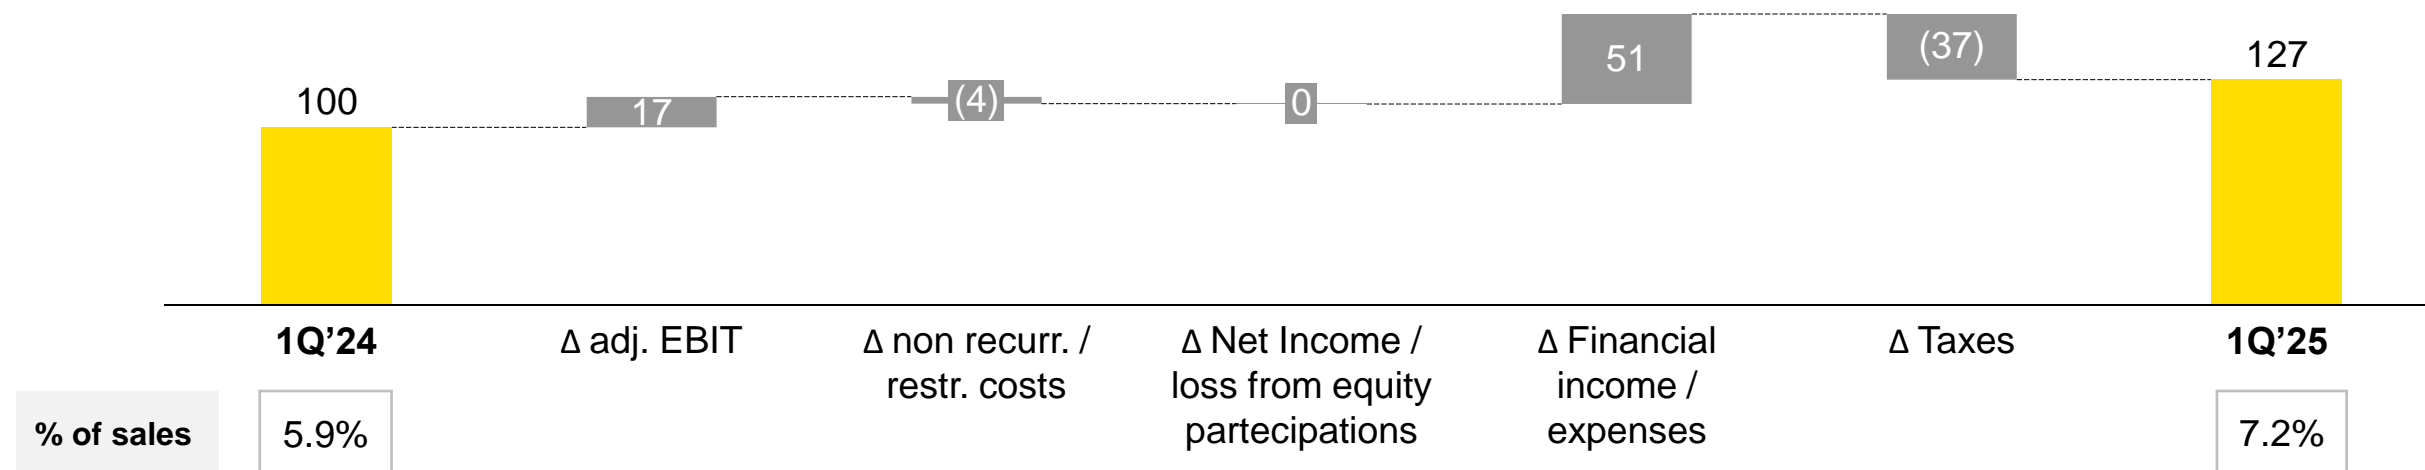 100
17
(4)
0
51
(37)
127
1Q’24
Δ adj. EBIT
Δ non recurr. /
restr. costs
Δ Net Income /
loss from equity
partecipations
Δ Financial
income /
expenses
Δ Taxes
1Q’25
% of sales
5.9%
7.2%